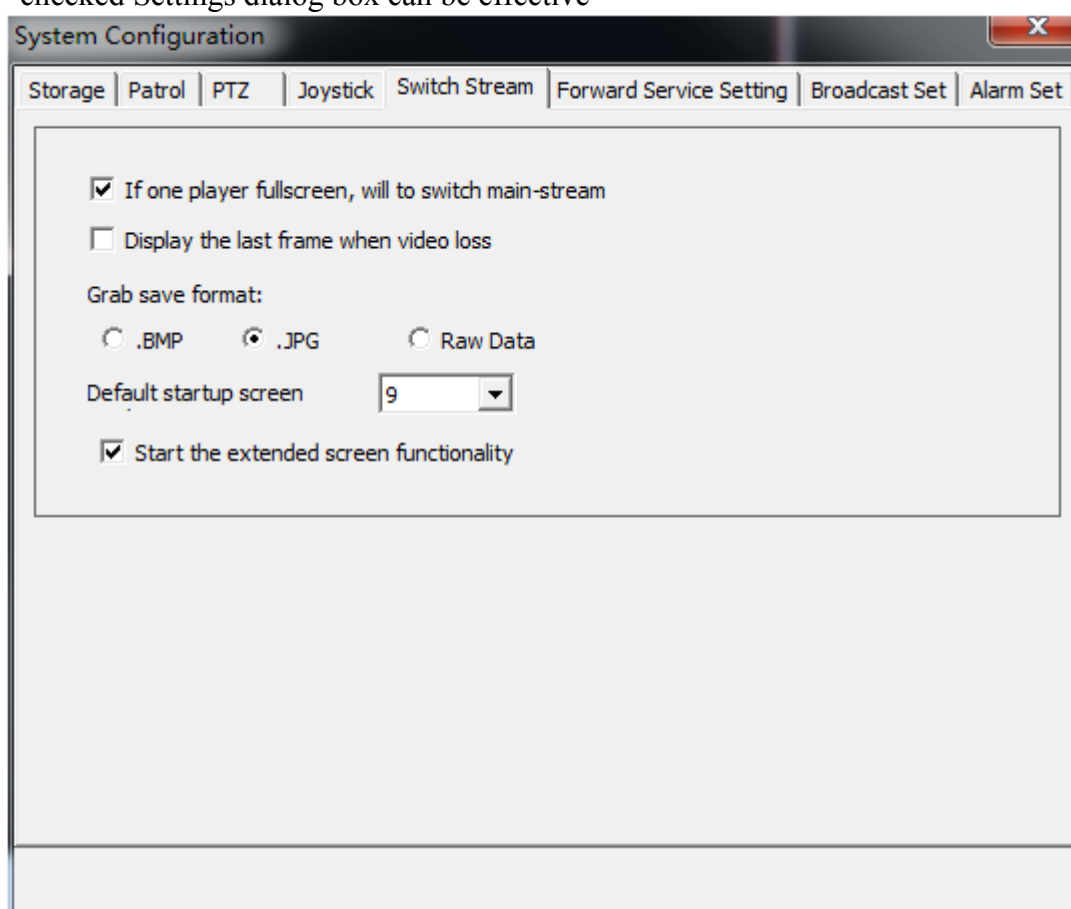 checked Settings dialog box can be effective
System Configuration
Storage Patrol PTZ Joystick Switch Stream Forward Service Setting Broadcast Set Alarm Set
If one player fullscreen, will to switch main-stream
Display the last frame when video loss
Grab save format:
.BMP .JPG Raw Data
Default startup screen 9
Start the extended screen functionality